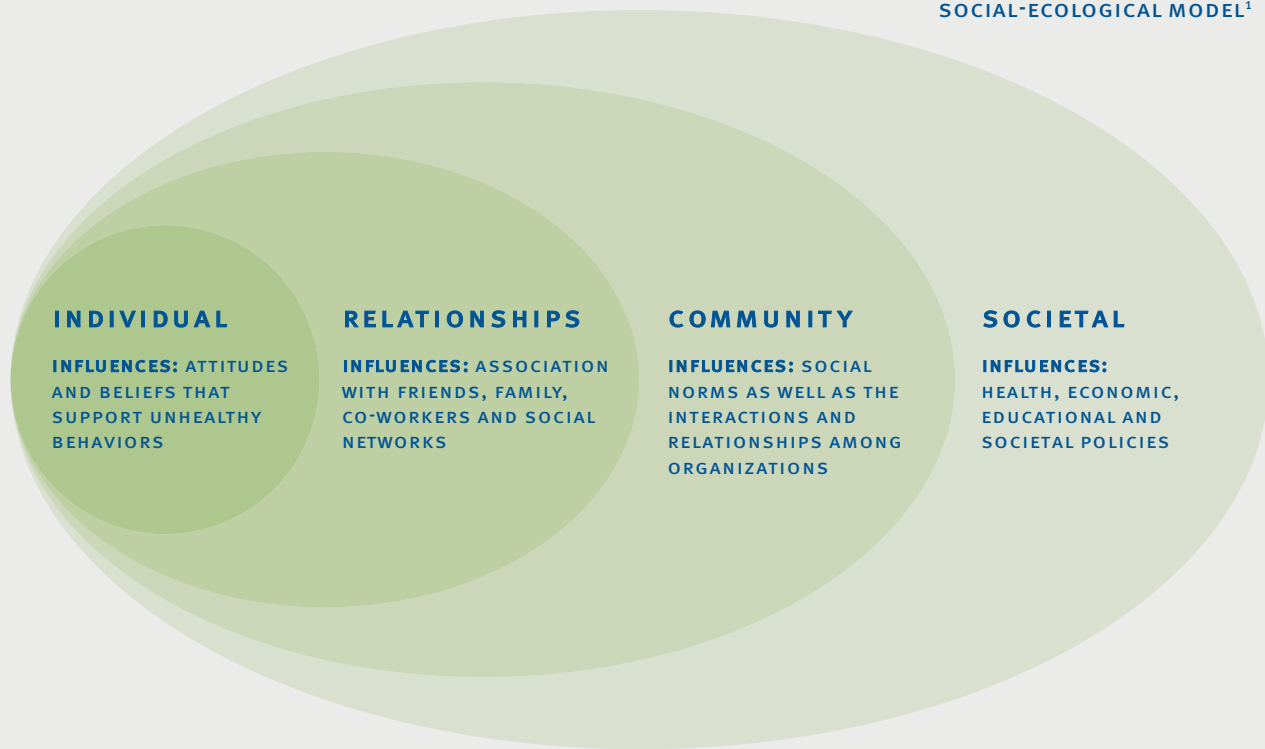 SOCIAL-ECOLOGICAL MODEL¹
INDIVIDUAL
INFLUENCES: ATTITUDES
AND BELIEFS THAT
SUPPORT UNHEALTHY
BEHAVIORS
RELATIONSHIPS
INFLUENCES: ASSOCIATION
WITH FRIENDS, FAMILY,
CO-WORKERS AND SOCIAL
NETWORKS
COMMUNITY
INFLUENCES: SOCIAL
NORMS AS WELL AS THE
INTERACTIONS AND
RELATIONSHIPS AMONG
ORGANIZATIONS
SOCIETAL
INFLUENCES:
HEALTH, ECONOMIC,
EDUCATIONAL AND
SOCIETAL POLICIES